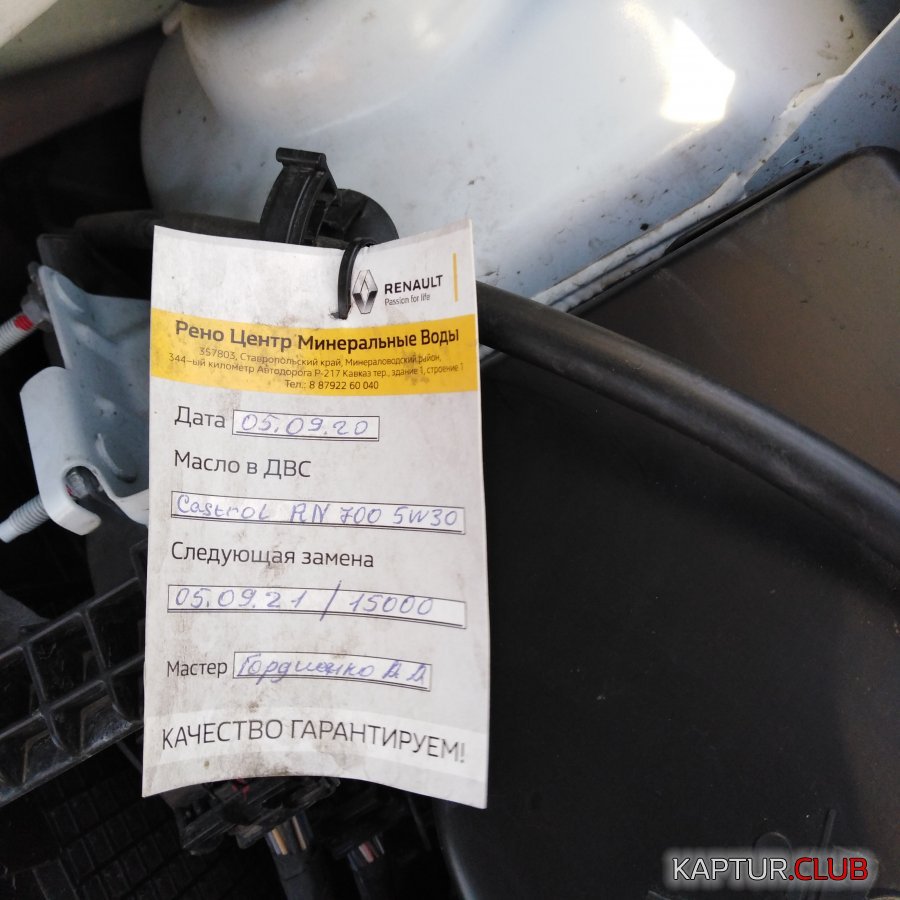 RENAULT
Passion for life
Рено Центр Минеральные Воды
357803, Ставропольский край, Минераловодский район,
344-ый километр Автодорога Р-217 Кавказ тер., здание 1, строение 1
Тел.: 8 87922 60 040
Дата 05.09.20
Масло в ДВС
Castrol RN 700 5W30
Следующая замена
05.09.21 / 15000
Мастер Гордиенко А А
КАЧЕСТВО ГАРАНТИРУЕМ!
KAPTUR.CLUB